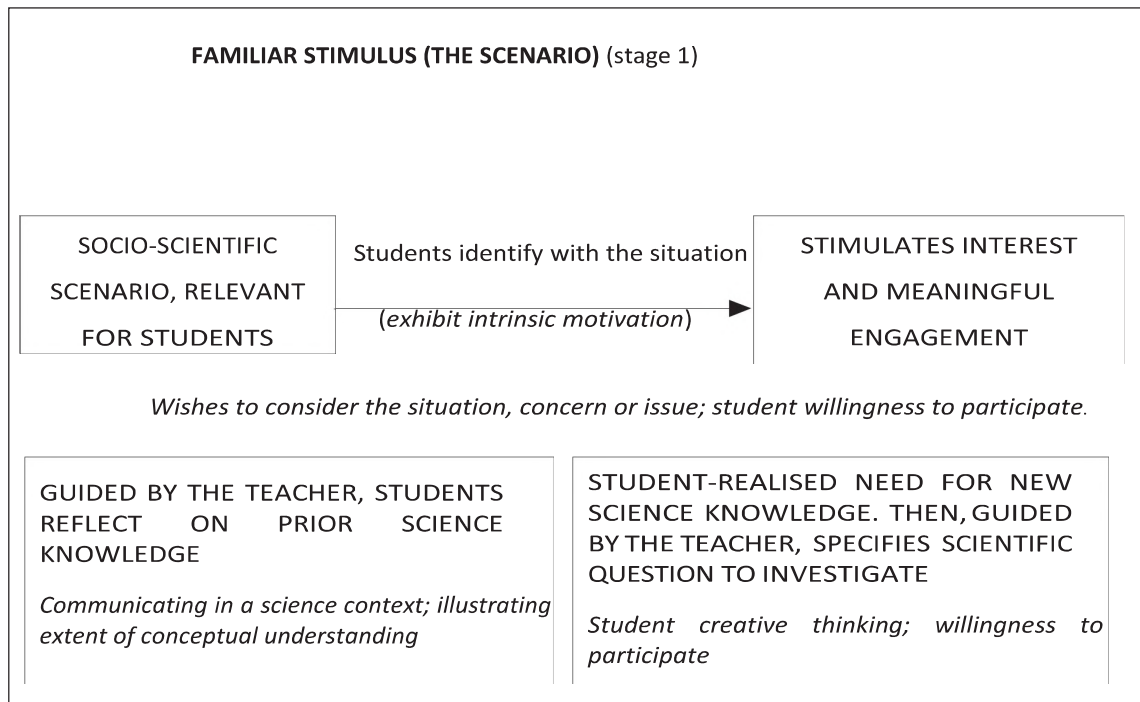 FAMILIAR STIMULUS (THE SCENARIO) (stage 1)
SOCIO-SCIENTIFIC
SCENARIO, RELEVANT
FOR STUDENTS
Students identify with the situation
(exhibit intrinsic motivation)
STIMULATES INTEREST
AND MEANINGFUL
ENGAGEMENT
Wishes to consider the situation, concern or issue; student willingness to participate.
GUIDED BY THE TEACHER, STUDENTS
REFLECT ON PRIOR SCIENCE
KNOWLEDGE
Communicating in a science context; illustrating
extent of conceptual understanding
STUDENT-REALISED NEED FOR NEW
SCIENCE KNOWLEDGE. THEN, GUIDED
BY THE TEACHER, SPECIFIES SCIENTIFIC
QUESTION TO INVESTIGATE
Student creative thinking; willingness to
participate